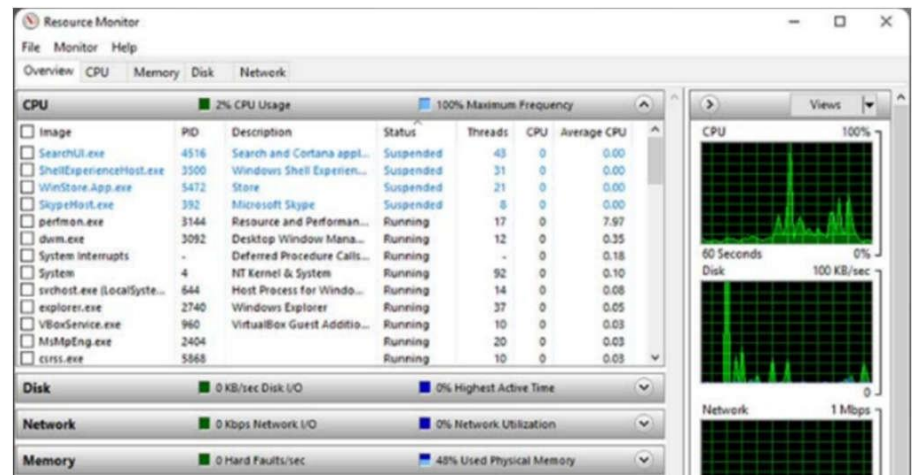 Resource Monitor
File Monitor Help
Overview CPU Memory Disk Network
CPU 2% CPU Usage 100% Maximum Frequency
Image PID Description Status Threads CPU Average CPU
SearchUI.exe 4516 Search and Cortana appl... Suspended 43 0 0.00
ShellExperienceHost.exe 3500 Windows Shell Experien... Suspended 31 0 0.00
WinStore.App.exe 5472 Store Suspended 21 0 0.00
SkypeHost.exe 392 Microsoft Skype Suspended 8 0 0.00
perfmon.exe 3144 Resource and Performan... Running 17 0 7.97
dwm.exe 3092 Desktop Window Mana... Running 12 0 0.35
System Interrupts - Deferred Procedure Calls... Running - 0 0.18
System 4 NT Kernel & System Running 92 0 0.10
svchost.exe (LocalSyste... 644 Host Process for Windo... Running 14 0 0.08
explorer.exe 2740 Windows Explorer Running 37 0 0.05
VBoxService.exe 960 VirtualBox Guest Additio... Running 10 0 0.03
MsMpEng.exe 2404 Running 20 0 0.03
csrss.exe 5868 Running 10 0 0.03
Disk 0 KB/sec Disk I/O 0% Highest Active Time
Network 0 Kbps Network I/O 0% Network Utilization
Memory 0 Hard Faults/sec 48% Used Physical Memory
Views
CPU 100%
60 Seconds 0%
Disk 100 KB/sec
0
Network 1 Mbps